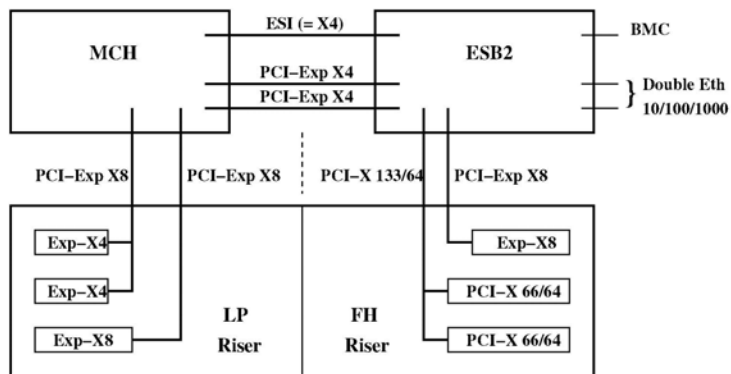 ESI (= X4)
BMC
MCH
ESB2
PCI–Exp X4
Double Eth
PCI–Exp X4
}
10/100/1000
PCI–Exp X8
PCI–Exp X8
PCI–X 133/64
PCI–Exp X8
Exp–X4
Exp–X8
Exp–X4
PCI–X 66/64
LP
FH
Exp–X8
Riser
Riser
PCI–X 66/64